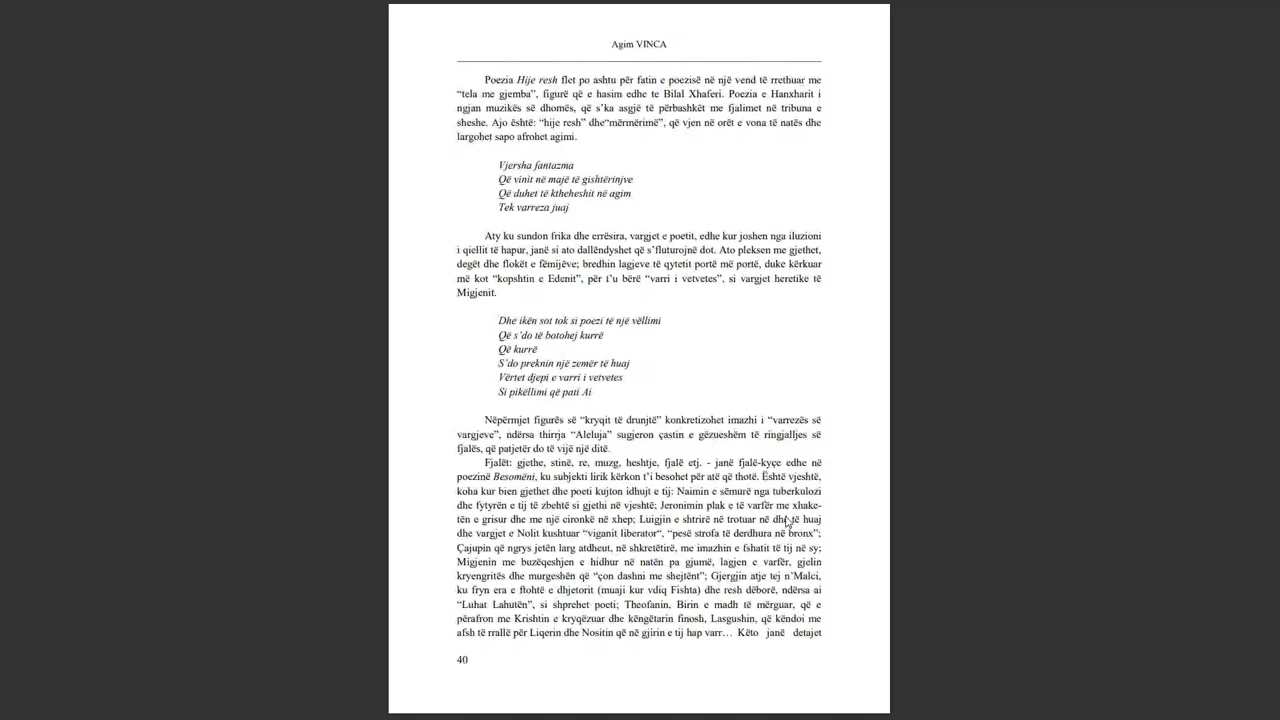 Agim VINCA
Poezia Hije resh flet po ashtu për fatin e poezisë në një vend të rrethuar me
“tela me gjemba”, figurë që e hasim edhe te Bilal Xhaferi. Poezia e Hanxharit i
ngjan muzikës së dhomës, që s’ka asgjë të përbashkët me fjalimet në tribuna e
sheshe. Ajo është: “hije resh” dhe“mërmërimë”, që vjen në orët e vona të natës dhe
largohet sapo afrohet agimi.
Vjersha fantazma
Që vinit në majë të gishtërinjve
Që duhet të ktheheshit në agim
Tek varreza juaj
Aty ku sundon frika dhe errësira, vargjet e poetit, edhe kur joshen nga iluzioni
i qiellit të hapur, janë si ato dallëndyshet që s’fluturojnë dot. Ato pleksen me gjethet,
degët dhe flokët e fëmijëve; bredhin lagjeve të qytetit portë më portë, duke kërkuar
më kot “kopshtin e Edenit”, për t’u bërë “varri i vetvetes”, si vargjet heretike të
Migjenit.
Dhe ikën sot tok si poezi të një vëllimi
Që s’do të botohej kurrë
Që kurrë
S’do preknin një zemër të huaj
Vërtet djepi e varri i vetvetes
Si pikëllimi që pati Ai
Nëpërmjet figurës së “kryqit të drunjtë” konkretizohet imazhi i “varrezës së
vargjeve”, ndërsa thirrja “Aleluja” sugjeron çastin e gëzueshëm të ringjalljes së
fjalës, që patjetër do të vijë një ditë.
Fjalët: gjethe, stinë, re, muzg, heshtje, fjalë etj. - janë fjalë-kyçe edhe në
poezinë Besomëni, ku subjekti lirik kërkon t’i besohet për atë që thotë. Është vjeshtë,
koha kur bien gjethet dhe poeti kujton idhujt e tij: Naimin e sëmurë nga tuberkulozi
dhe fytyrën e tij të zbehtë si gjethi në vjeshtë; Jeronimin plak e të varfër me xhake-
tën e grisur dhe me një cironkë në xhep; Luigjin e shtrirë në trotuar në dhe të huaj
dhe vargjet e Nolit kushtuar “viganit liberator“, “pesë strofa të derdhura në bronx”;
Çajupin që ngrys jetën larg atdheut, në shkretëtirë, me imazhin e fshatit të tij në sy;
Migjenin me buzëqeshjen e hidhur në natën pa gjumë, lagjen e varfër, gjelin
kryengritës dhe murgeshën që “çon dashni me shejtënt”; Gjergjin atje tej n’Malci,
ku fryn era e ftohtë e dhjetorit (muaji kur vdiq Fishta) dhe resh dëborë, ndërsa ai
“Luhat Lahutën”, si shprehet poeti; Theofanin, Birin e madh të mërguar, që e
përafron me Krishtin e kryqëzuar dhe këngëtarin finosh, Lasgushin, që këndoi me
afsh të rrallë për Liqerin dhe Nositin që në gjirin e tij hap varr… Këto janë detajet
40